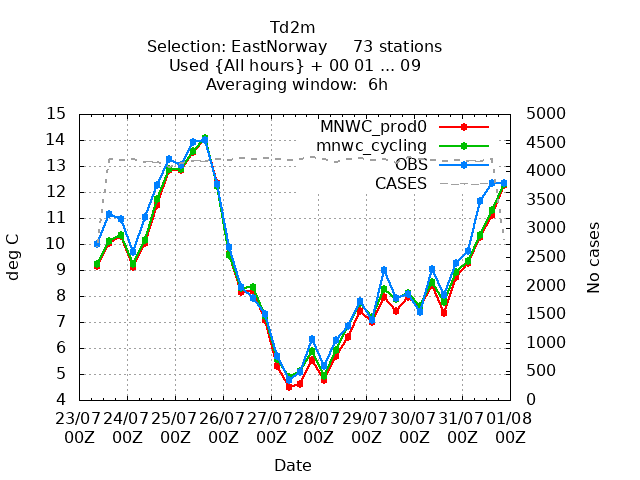 Td2m
Selection: EastNorway 73 stations
Used {All hours} + 00 01 ... 09
Averaging window: 6h
MNWC_prod0
mnwc_cycling
OBS
CASES
deg C
15
14
13
12
11
10
9
8
7
6
5
4
No cases
5000
4500
4000
3500
3000
2500
2000
1500
1000
500
0
23/07 24/07 25/07 26/07 27/07 28/07 29/07 30/07 31/07 01/08
00Z 00Z 00Z 00Z 00Z 00Z 00Z 00Z 00Z 00Z
Date